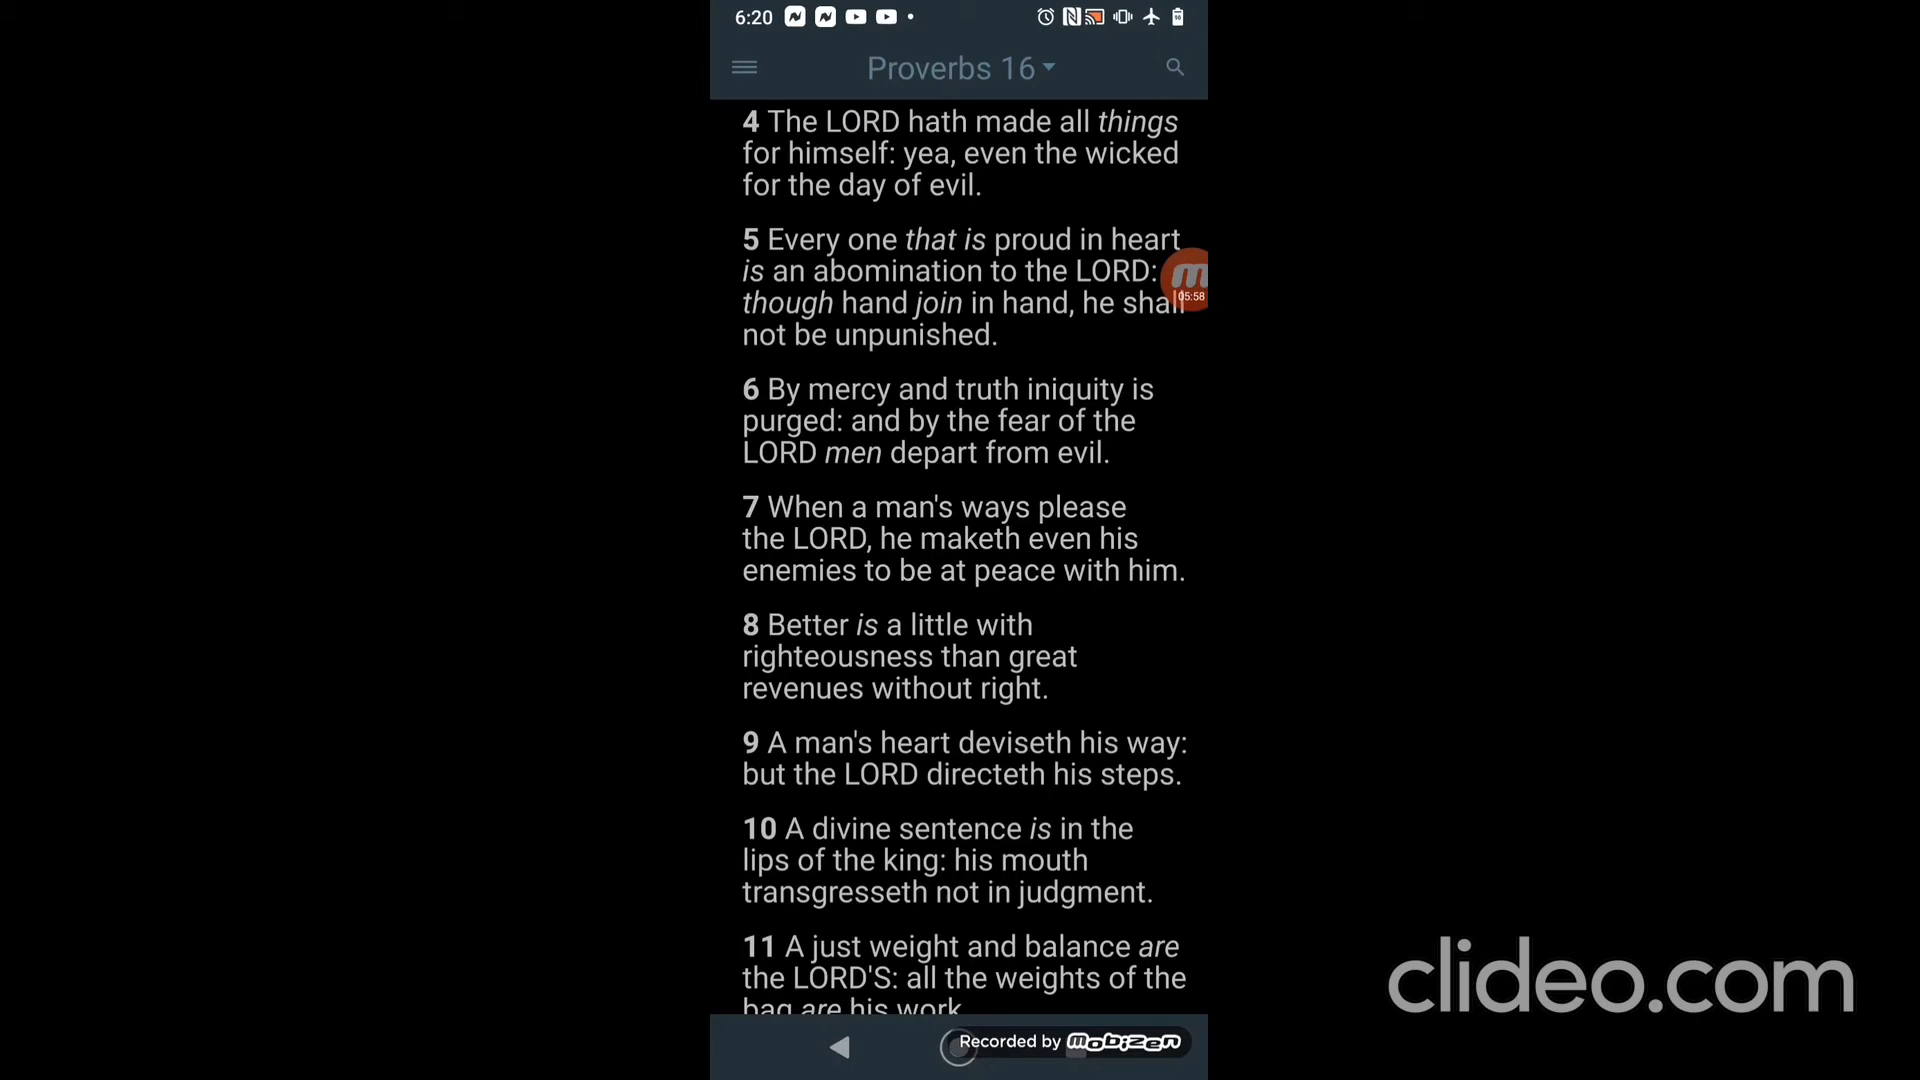 6:20
Proverbs 16
4 The LORD hath made all things
for himself: yea, even the wicked
for the day of evil.
5 Every one that is proud in heart
is an abomination to the LORD:
though hand join in hand, he shall
not be unpunished.
05:58
6 By mercy and truth iniquity is
purged: and by the fear of the
LORD men depart from evil.
7 When a man's ways please
the LORD, he maketh even his
enemies to be at peace with him.
8 Better is a little with
righteousness than great
revenues without right.
9 A man's heart deviseth his way:
but the LORD directeth his steps.
10 A divine sentence is in the
lips of the king: his mouth
transgresseth not in judgment.
11 A just weight and balance are
the LORD'S: all the weights of the
bag are his work
Recorded by mobizen
clideo.com